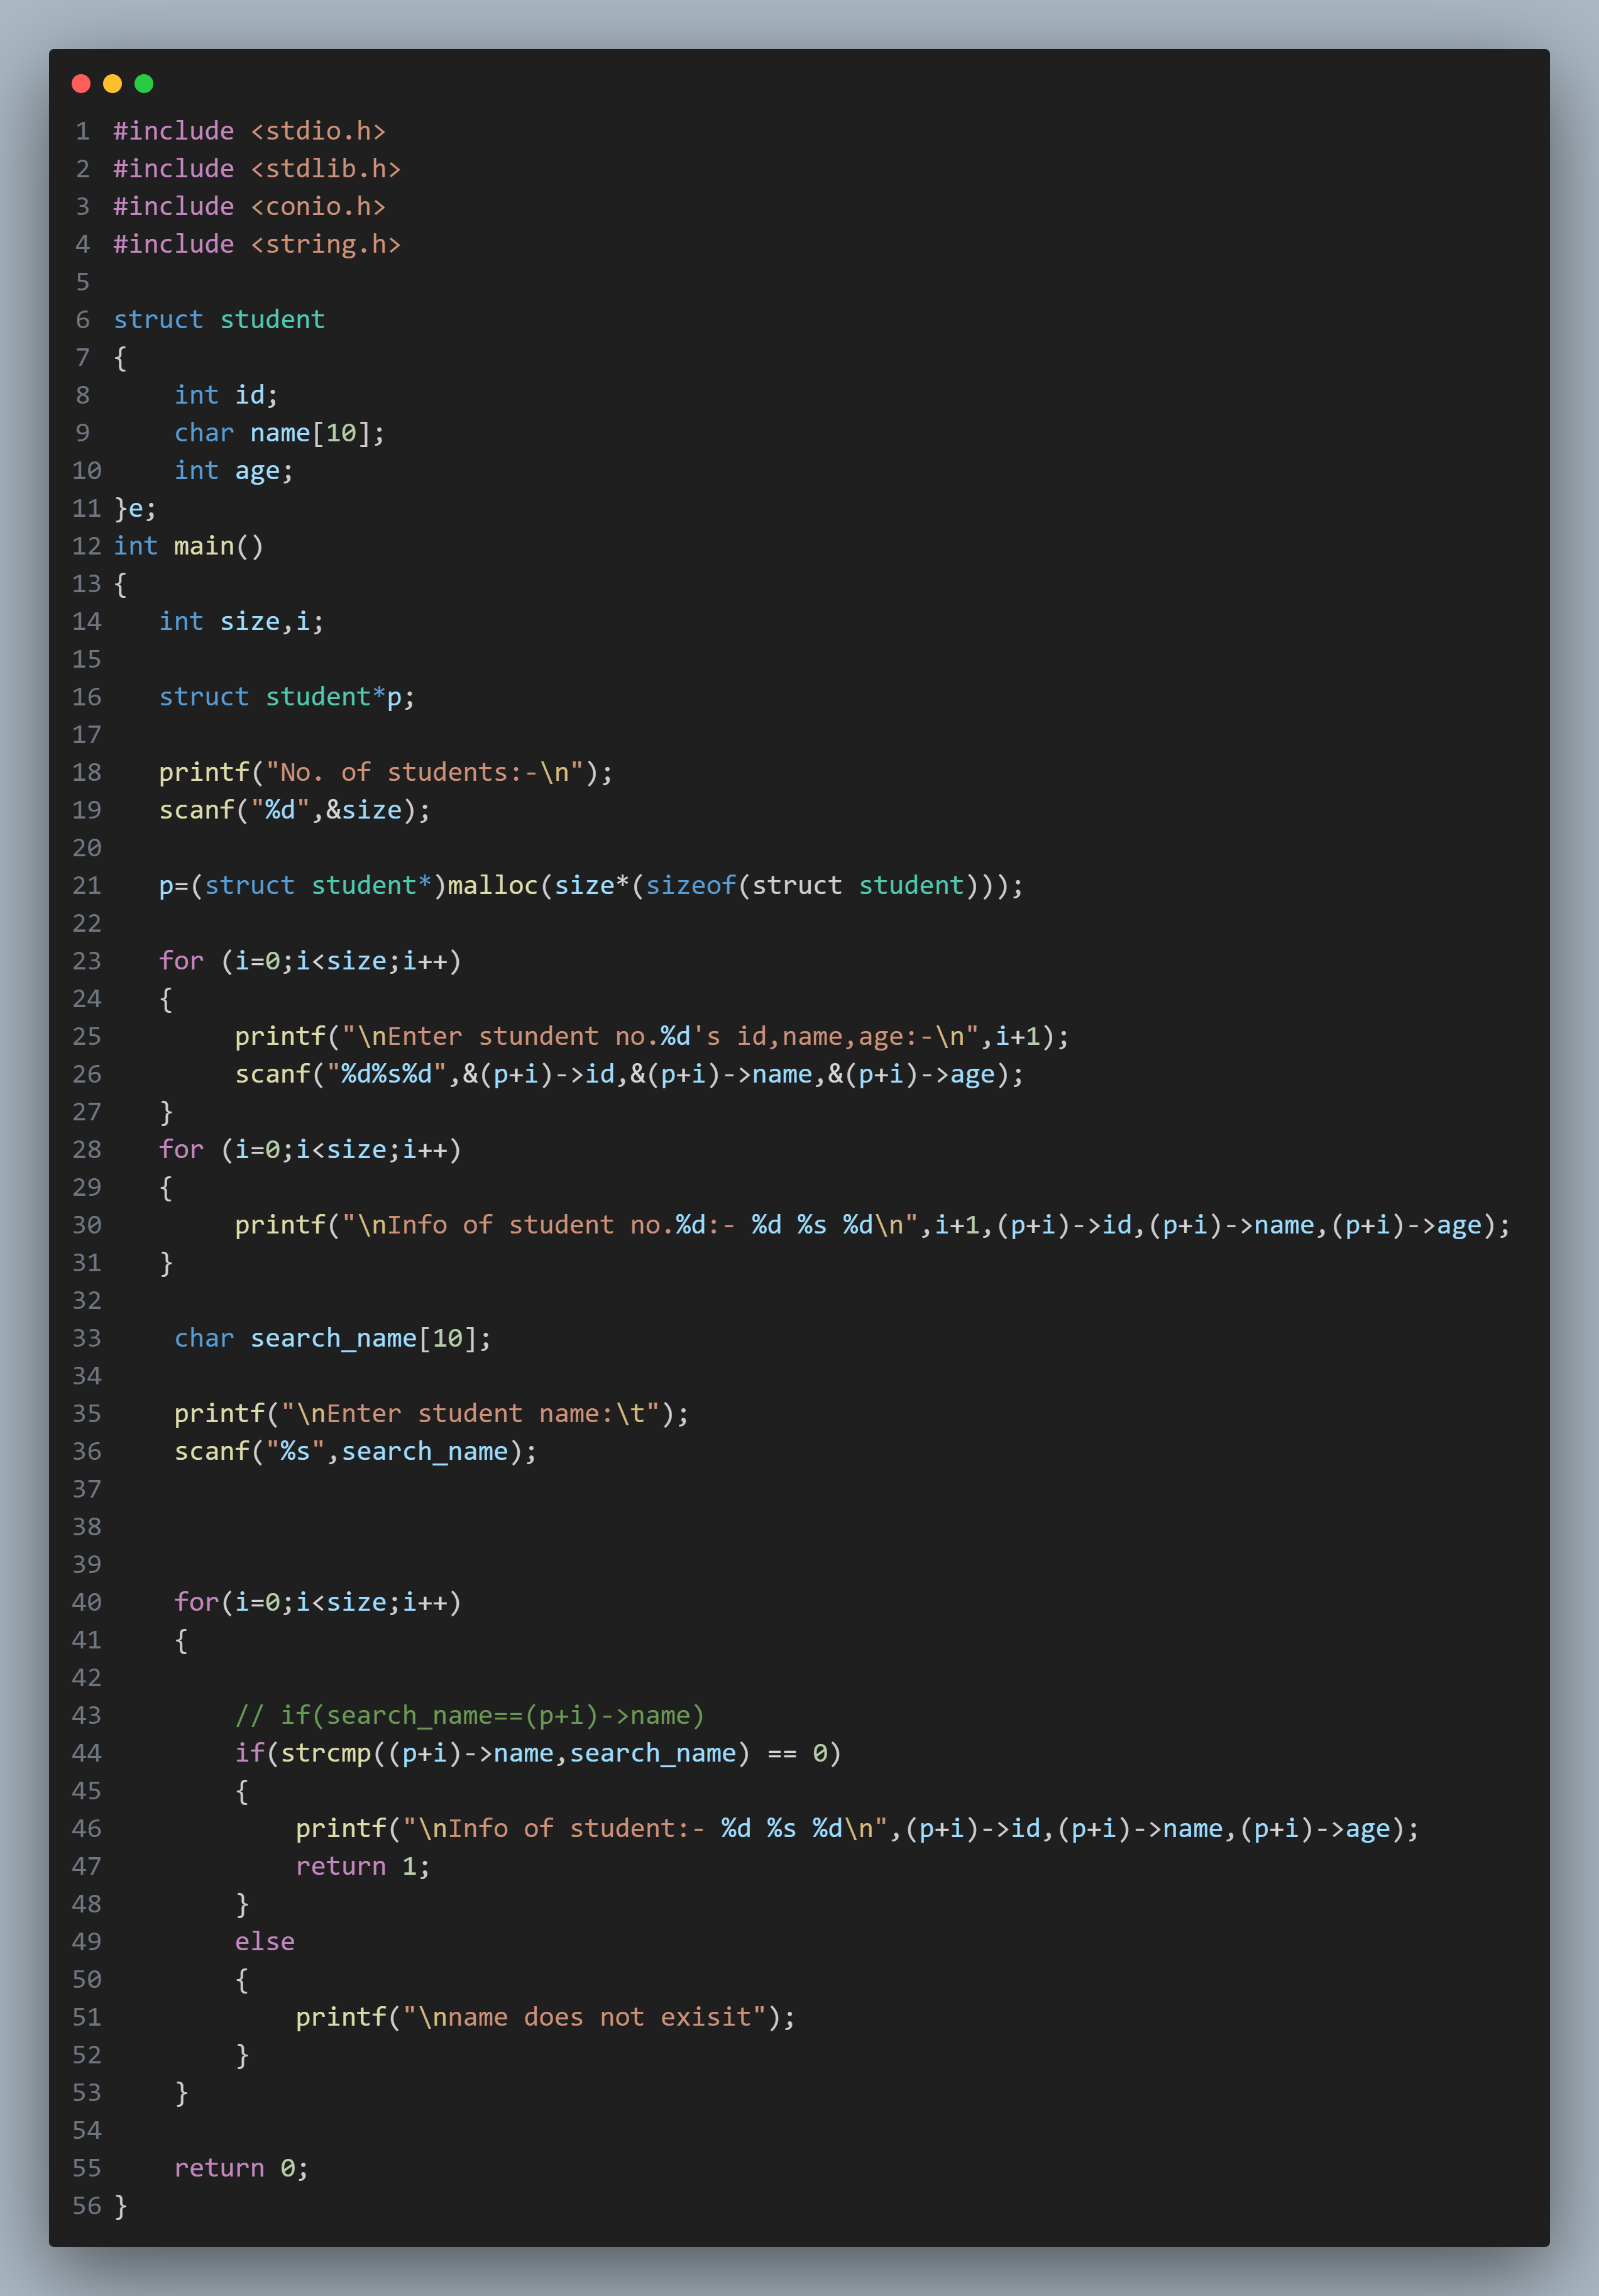 1 #include <stdio.h>
2 #include <stdlib.h>
3 #include <conio.h>
4 #include <string.h>
5
6 struct student
7 {
8     int id;
9     char name[10];
10     int age;
11 }e;
12 int main()
13 {
14    int size,i;
15
16    struct student*p;
17
18    printf("No. of students:-\n");
19    scanf("%d",&size);
20
21    p=(struct student*)malloc(size*(sizeof(struct student)));
22
23    for (i=0;i<size;i++)
24    {
25         printf("\nEnter stundent no.%d's id,name,age:-\n",i+1);
26         scanf("%d%s%d",&(p+i)->id,&(p+i)->name,&(p+i)->age);
27    }
28    for (i=0;i<size;i++)
29    {
30         printf("\nInfo of student no.%d:- %d %s %d\n",i+1,(p+i)->id,(p+i)->name,(p+i)->age);
31    }
32
33     char search_name[10];
34
35     printf("\nEnter student name:\t");
36     scanf("%s",search_name);
37
38
39
40     for(i=0;i<size;i++)
41     {
42
43         // if(search_name==(p+i)->name)
44         if(strcmp((p+i)->name,search_name) == 0)
45         {
46             printf("\nInfo of student:- %d %s %d\n",(p+i)->id,(p+i)->name,(p+i)->age);
47             return 1;
48         }
49         else
50         {
51             printf("\nname does not exisit");
52         }
53     }
54
55     return 0;
56 }